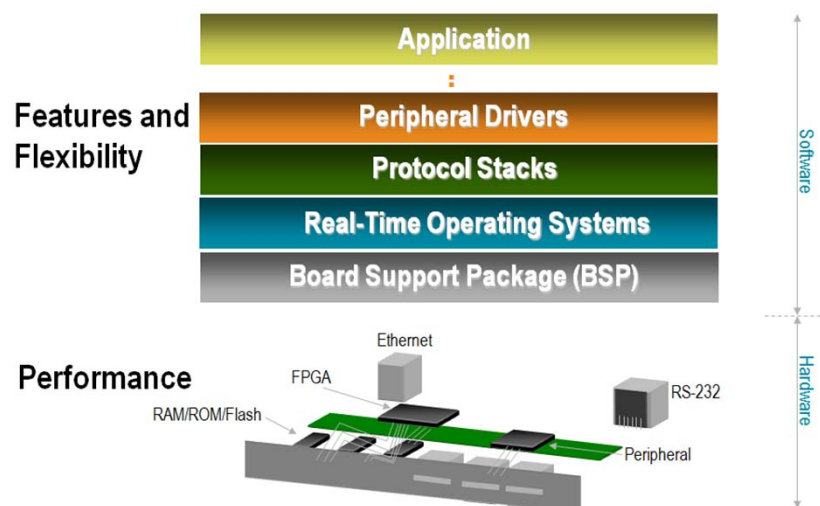 Application
:
Features and
Flexibility
Peripheral Drivers
Protocol Stacks
Real-Time Operating Systems
Board Support Package (BSP)
Software
Hardware
Performance
Ethernet
FPGA
RAM/ROM/Flash
RS-232
Peripheral